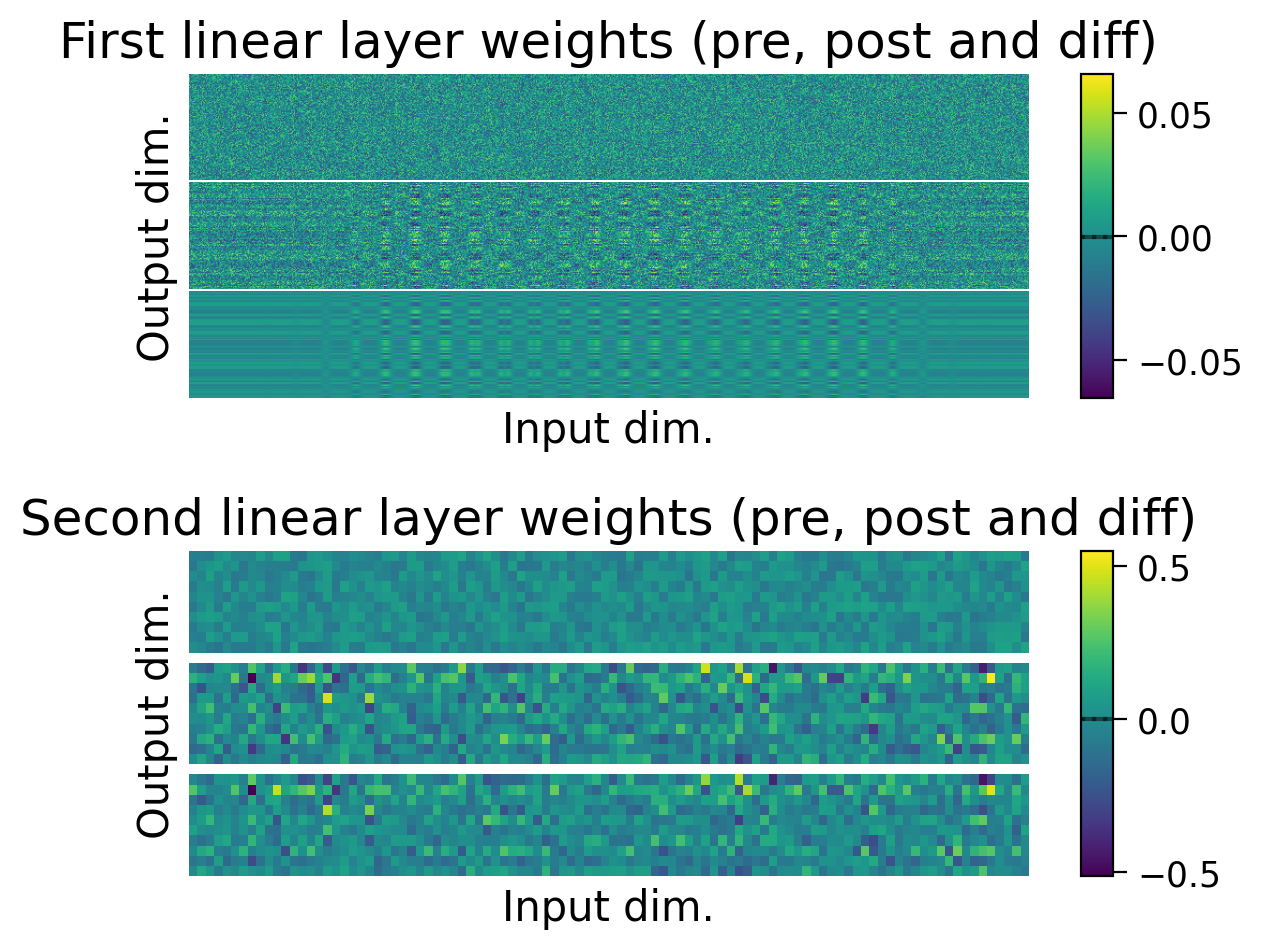 First linear layer weights (pre, post and diff)
Output dim.
Input dim.
0.05
0.00
−0.05
Second linear layer weights (pre, post and diff)
Output dim.
Input dim.
0.5
0.0
−0.5